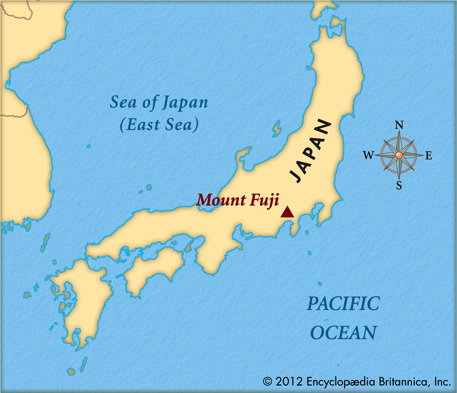 Sea of Japan
(East Sea)
JAPAN
N
W
E
S
Mount Fuji
PACIFIC
OCEAN
© 2012 Encyclopædia Britannica, Inc.